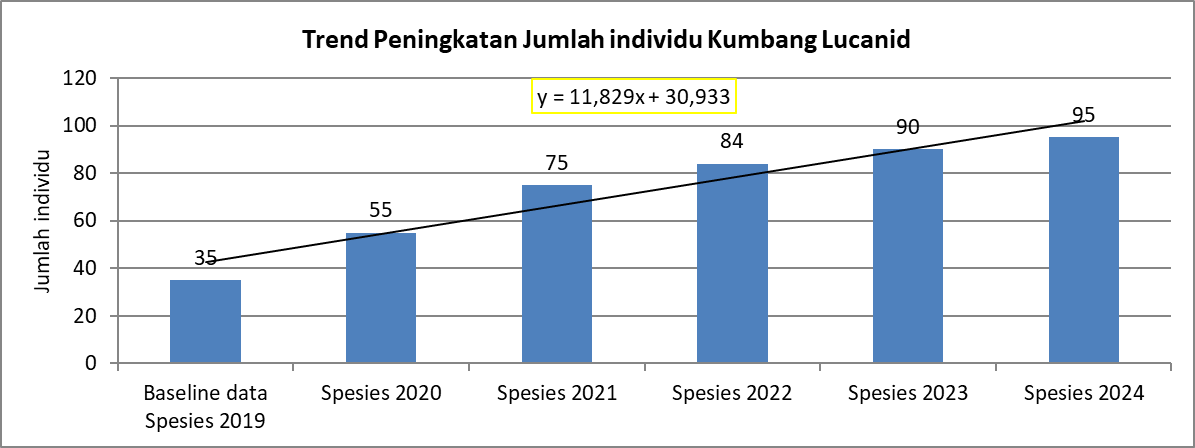 Trend Peningkatan Jumlah individu Kumbang Lucanid
y = 11,829x + 30,933
Jumlah individu
120
100
80
60
40
20
0
35
55
75
84
90
95
Baseline data
Spesies 2019
Spesies 2020
Spesies 2021
Spesies 2022
Spesies 2023
Spesies 2024